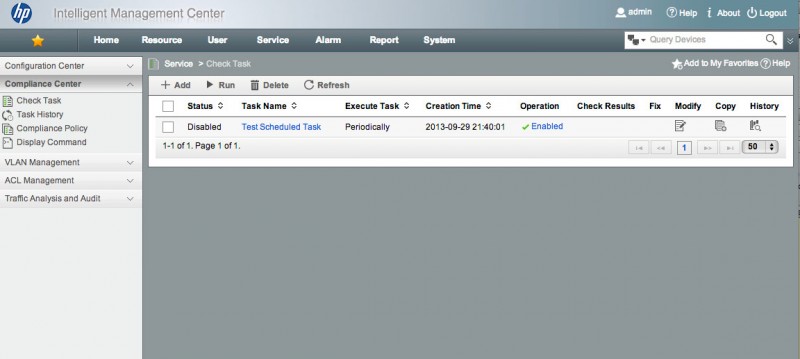 hp Intelligent Management Center admin Help About Logout
Home Resource User Service Alarm Report System Query Devices
Configuration Center
Compliance Center
Check Task
Task History
Compliance Policy
Display Command
VLAN Management
ACL Management
Traffic Analysis and Audit
Service > Check Task Add to My Favorites Help
Add Run Delete Refresh
Status Task Name Execute Task Creation Time Operation Check Results Fix Modify Copy History
Disabled Test Scheduled Task Periodically 2013-09-29 21:40:01 Enabled
1-1 of 1. Page 1 of 1. 1 50